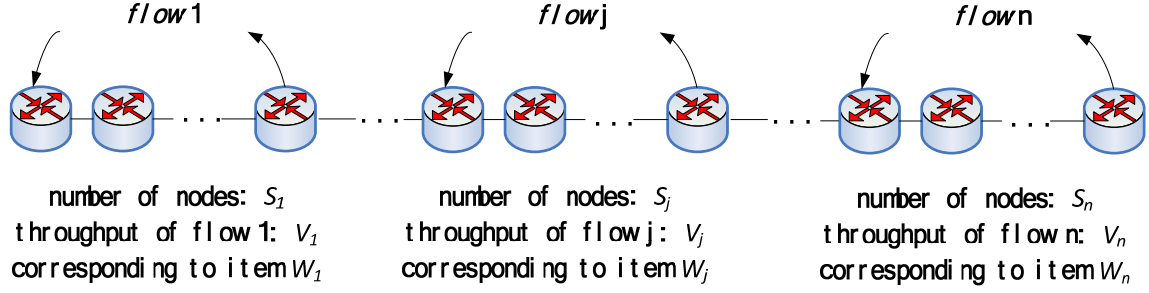 flow 1 flow j flow n
... ... ... ... ...
number of nodes: S1 number of nodes: Sj number of nodes: Sn
throughput of flow 1: V1 throughput of flow j: Vj throughput of flow n: Vn
corresponding to item W1 corresponding to item Wj corresponding to item Wn